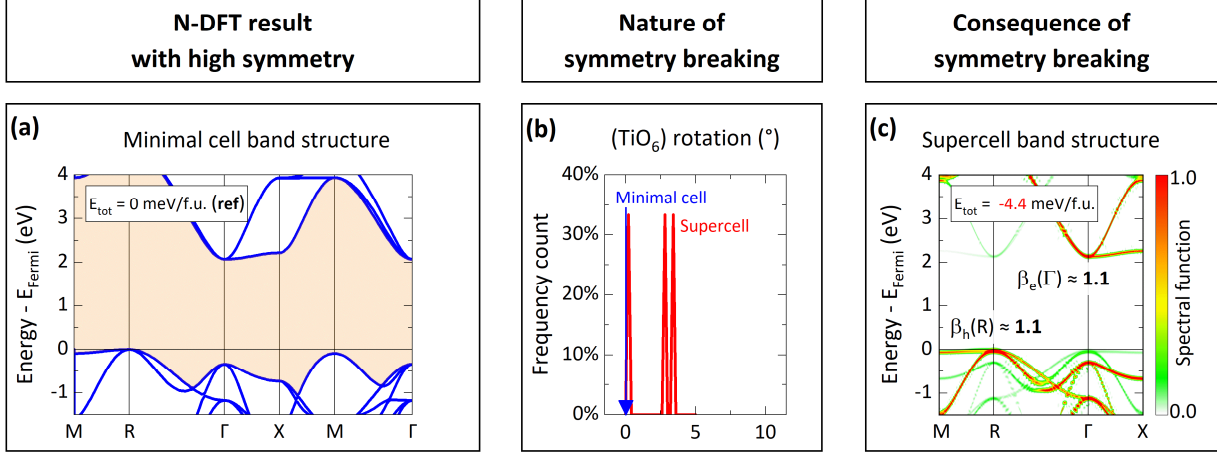 N-DFT result
with high symmetry
Nature of
symmetry breaking
Consequence of
symmetry breaking
(a)
Minimal cell band structure
E_tot = 0 meV/f.u. (ref)
Energy - E_Fermi (eV)
4
3
2
1
0
-1
M R Γ X M Γ
(b)
(TiO₆) rotation (°)
Minimal cell
Supercell
Frequency count
40%
30%
20%
10%
0%
0 5 10
(c)
Supercell band structure
E_tot = -4.4 meV/f.u.
β_e(Γ) ≈ 1.1
β_h(R) ≈ 1.1
Energy - E_Fermi (eV)
4
3
2
1
0
-1
M R Γ X
1.0
Spectral function
0.0